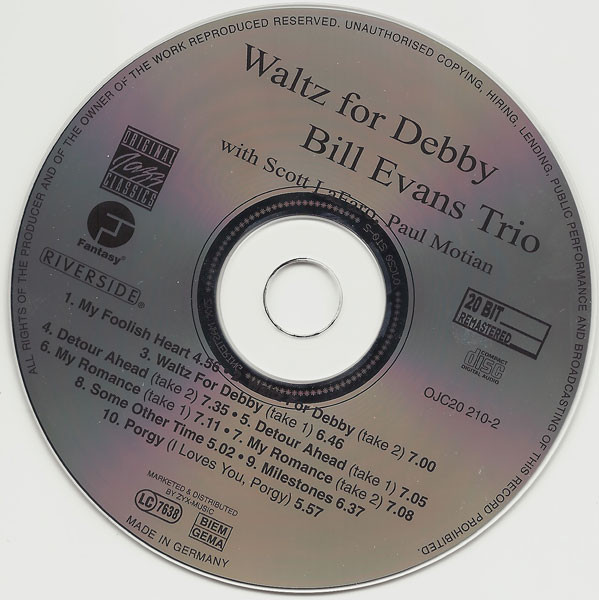 ALL RIGHTS OF THE PRODUCER AND OF THE OWNER OF THE WORK REPRODUCED RESERVED. UNAUTHORISED COPYING, HIRING, LENDING, PUBLIC PERFORMANCE AND BROADCASTING OF THIS RECORD PROHIBITED.
Waltz for Debby
Bill Evans Trio
with Scott LaFaro, Paul Motian
ORIGINAL
Jazz
CLASSICS
Fantasy
RIVERSIDE®
20 BIT
REMASTERED
COMPACT
disc
DIGITAL AUDIO
OJC20 210-2
1. My Foolish Heart 4.56 Debby (take 2) 7.00
3. Waltz For Debby (take 1) 6.46
4. Detour Ahead (take 2) 7.35 • 5. Detour Ahead (take 1) 7.05
6. My Romance (take 1) 7.11 • 7. My Romance (take 2) 7.08
8. Some Other Time 5.02 • 9. Milestones 6.37
10. Porgy (I Loves You, Porgy) 5.57
MARKETED & DISTRIBUTED
BY ZYX-MUSIC
LC 7638
BIEM
GEMA
MADE IN GERMANY